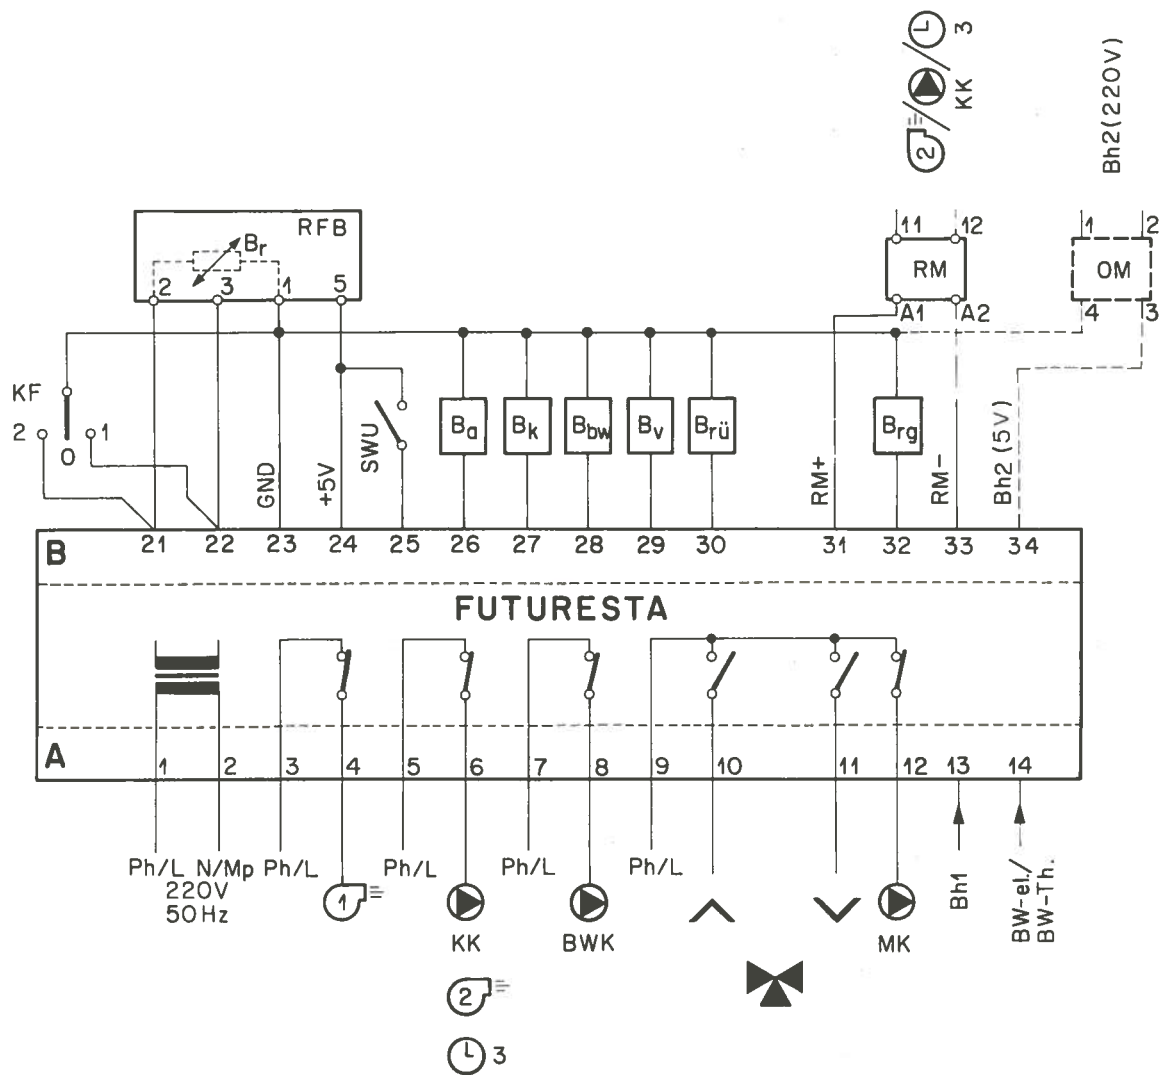 3
KK
2
Bh2 (220V)
RFB
Br
2 3 1 5
11 12
RM
A1 A2
1 2
OM
4 3
KF
2 1
0
GND
+5V
SWU
Ba Bk Bbw Bv Brü Brg
RM+
RM-
Bh2 (5V)
B
21 22 23 24 25 26 27 28 29 30 31 32 33 34
FUTURESTA
A
1 2 3 4 5 6 7 8 9 10 11 12 13 14
Ph/L N/Mp Ph/L Ph/L Ph/L Ph/L
220V
50Hz
1
Bh1
BW-el./
BW-Th.
KK BWK MK
2
3